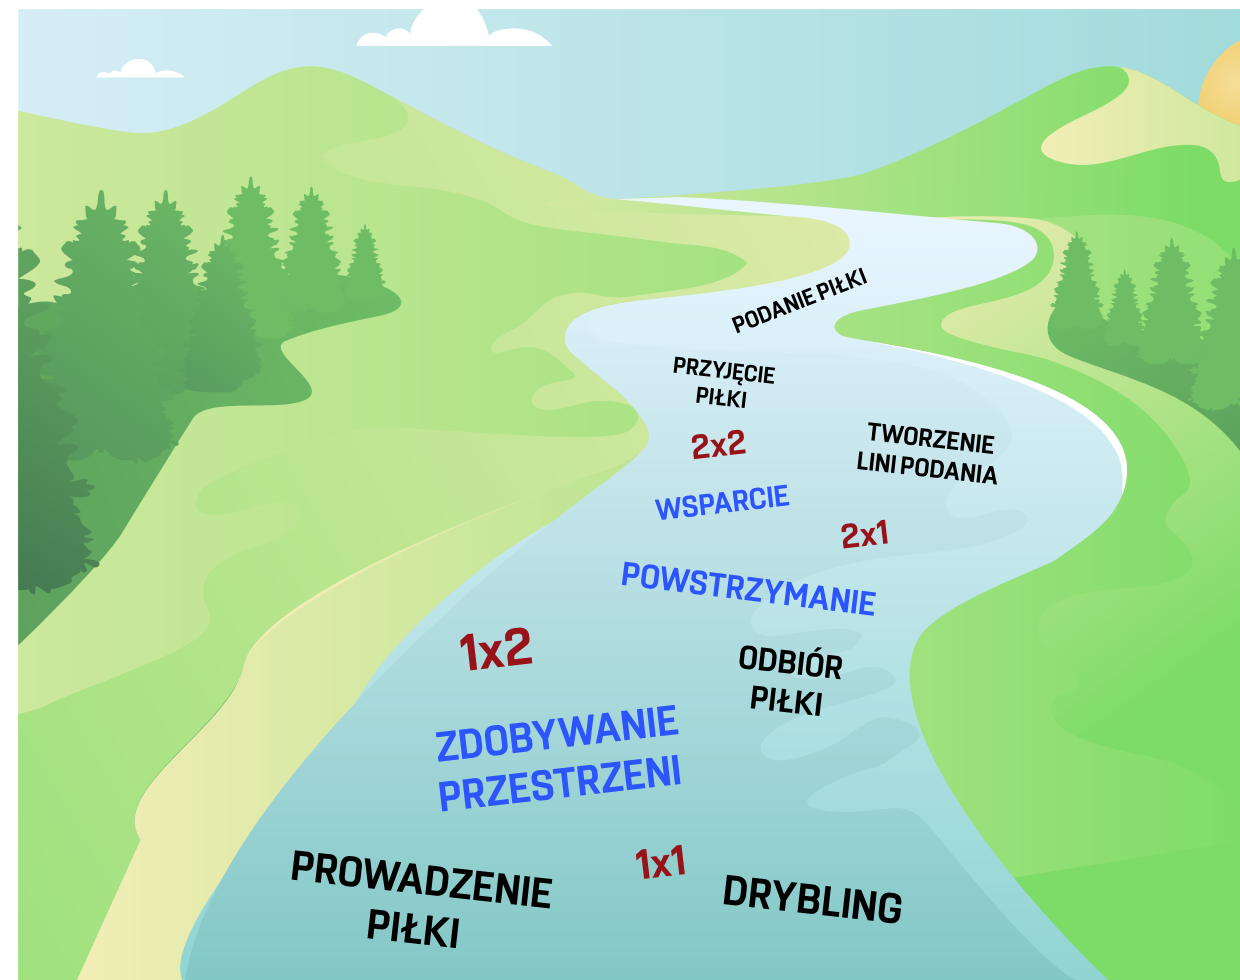 PODANIE PIŁKI
PRZYJĘCIE
PIŁKI
2x2
TWORZENIE
LINI PODANIA
WSPARCIE
2x1
POWSTRZYMANIE
1x2
ODBIÓR
PIŁKI
ZDOBYWANIE
PRZESTRZENI
1x1
PROWADZENIE
PIŁKI
DRYBLING